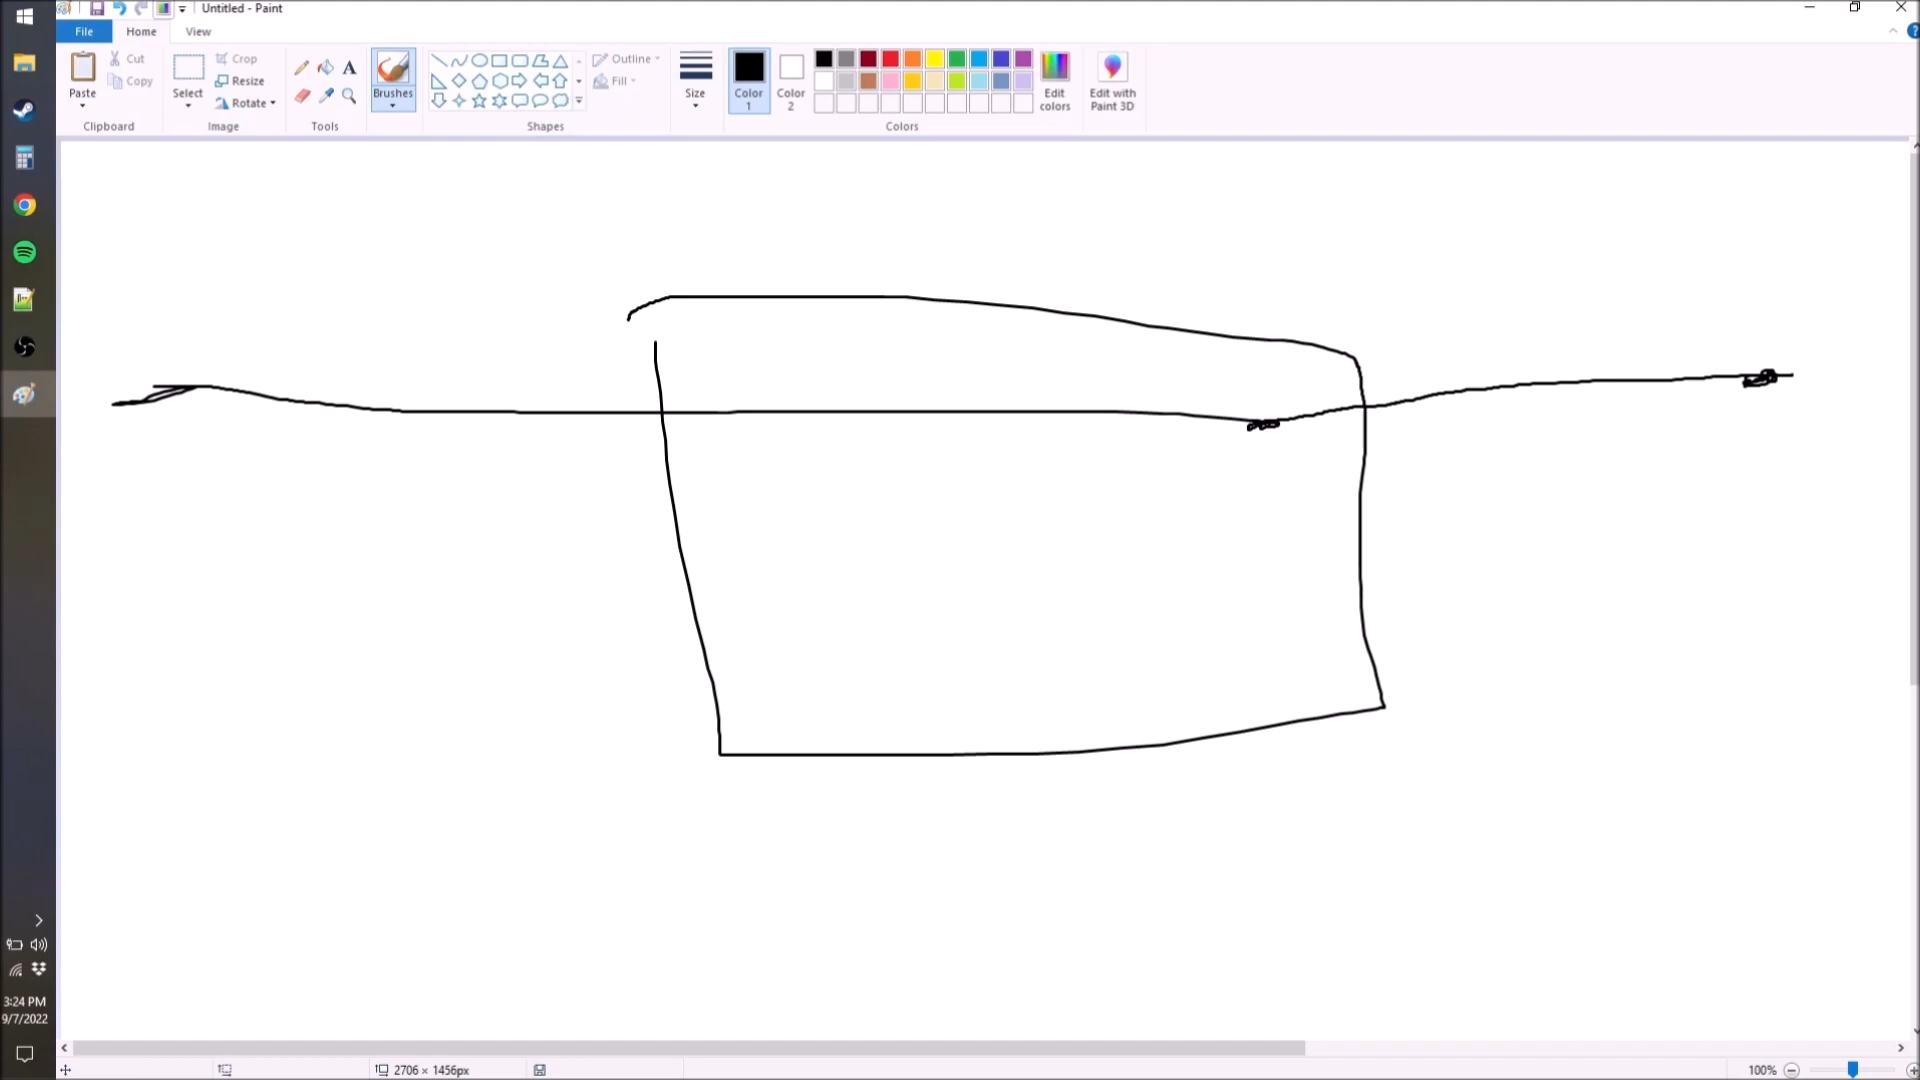 Untitled - Paint
File Home View
Paste
Cut
Copy
Clipboard
Select
Crop
Resize
Rotate
Image
Tools
Brushes
Shapes
Outline
Fill
Size
Color 1
Color 2
Colors
Edit colors
Edit with Paint 3D
3:24 PM
9/7/2022
2706 × 1456px
100%